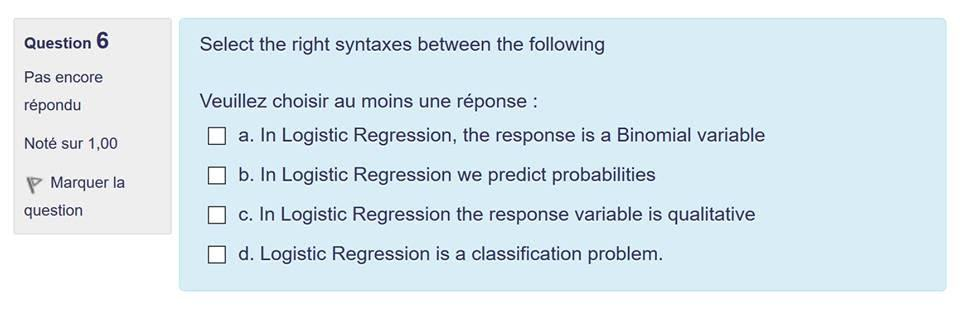 Question 6
Pas encore
répondu
Noté sur 1,00
Marquer la
question
Select the right syntaxes between the following
Veuillez choisir au moins une réponse :
a. In Logistic Regression, the response is a Binomial variable
b. In Logistic Regression we predict probabilities
c. In Logistic Regression the response variable is qualitative
d. Logistic Regression is a classification problem.